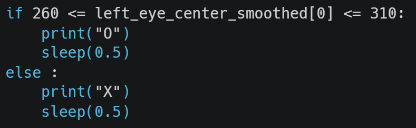 if 260 <= left_eye_center_smoothed[0] <= 310:
    print("O")
    sleep(0.5)
else :
    print("X")
    sleep(0.5)